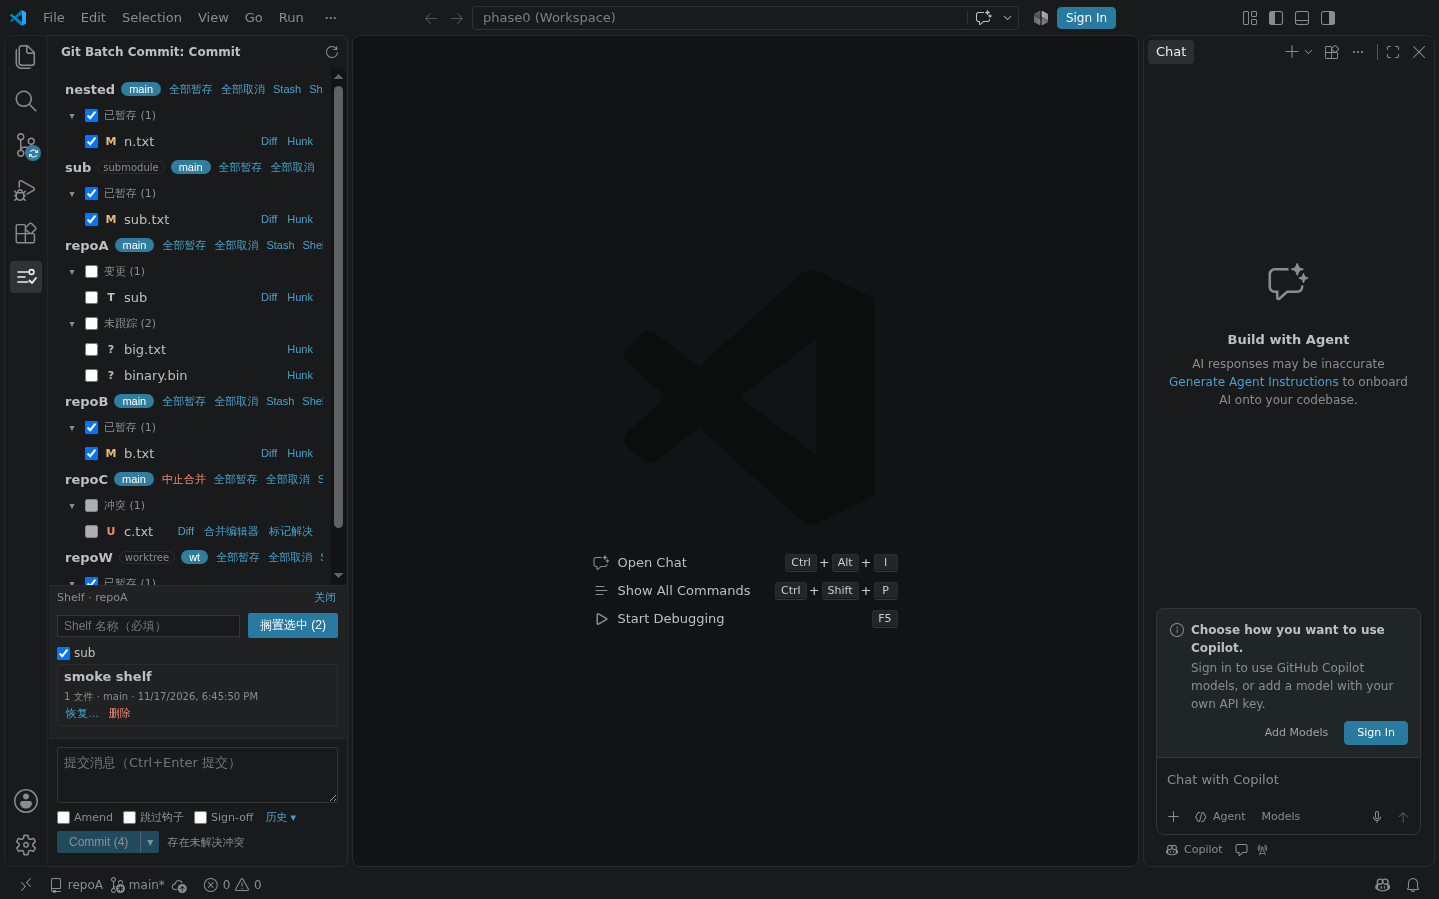 File Edit Selection View Go Run ···
phase0 (Workspace)
Sign In
Git Batch Commit: Commit
nested main 全部暂存 全部取消 Stash Sh
已暂存 (1)
M n.txt Diff Hunk
sub submodule main 全部暂存 全部取消
已暂存 (1)
M sub.txt Diff Hunk
repoA main 全部暂存 全部取消 Stash She
变更 (1)
T sub Diff Hunk
未跟踪 (2)
? big.txt Hunk
? binary.bin Hunk
repoB main 全部暂存 全部取消 Stash She
已暂存 (1)
M b.txt Diff Hunk
repoC main 中止合并 全部暂存 全部取消 S
冲突 (1)
U c.txt Diff 合并编辑器 标记解决
repoW worktree wt 全部暂存 全部取消
已暂存 (1)
Shelf · repoA 关闭
Shelf 名称（必填） 搁置选中 (2)
sub
smoke shelf
1 文件 · main · 11/17/2026, 6:45:50 PM
恢复... 删除
提交消息（Ctrl+Enter 提交）
Amend 跳过钩子 Sign-off 历史 ▾
Commit (4) ▾ 存在未解决冲突
Open Chat Ctrl + Alt + I
Show All Commands Ctrl + Shift + P
Start Debugging F5
Chat
Build with Agent
AI responses may be inaccurate
Generate Agent Instructions to onboard
AI onto your codebase.
Choose how you want to use
Copilot.
Sign in to use GitHub Copilot
models, or add a model with your
own API key.
Add Models Sign In
Chat with Copilot
Agent Models
Copilot
repoA main* 0 0